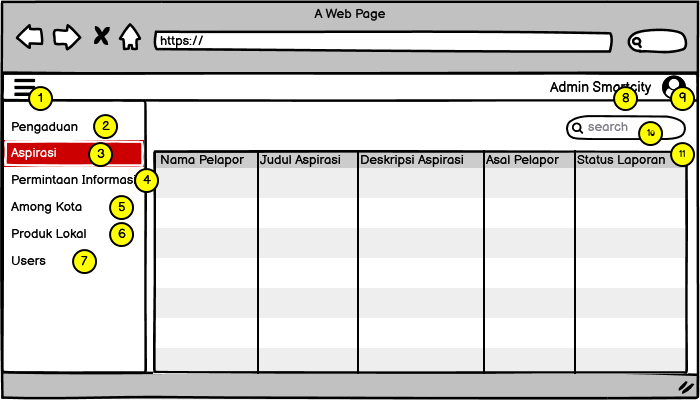 A Web Page
https://
1
Admin Smartcity
8
9
Pengaduan 2
search 10
Aspirasi 3
Nama Pelapor Judul Aspirasi Deskripsi Aspirasi Asal Pelapor Status Laporan 11
Permintaan Informasi 4
Among Kota 5
Produk Lokal 6
Users 7